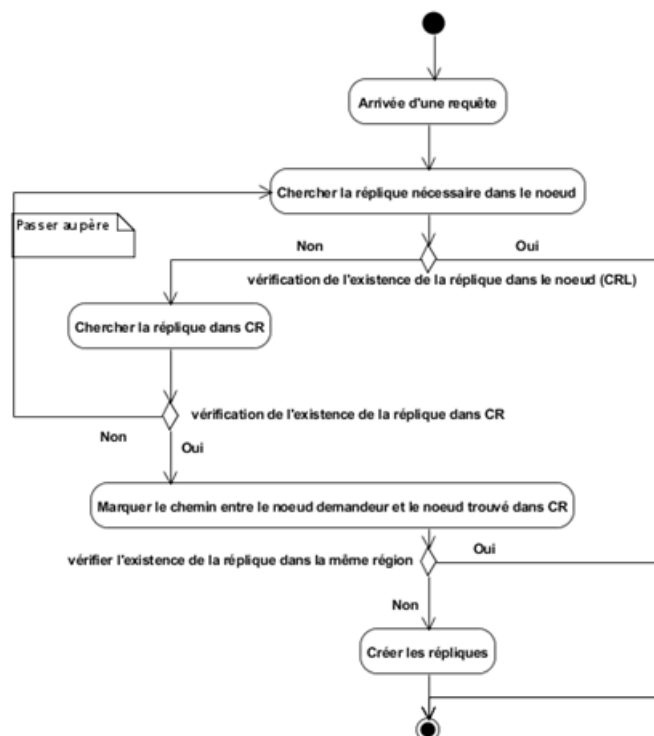 Arrivée d'une requête
Chercher la réplique nécessaire dans le noeud
Passer au père
Non
Oui
vérification de l'existence de la réplique dans le noeud (CRL)
Chercher la réplique dans CR
vérification de l'existence de la réplique dans CR
Non
Oui
Marquer le chemin entre le noeud demandeur et le noeud trouvé dans CR
Oui
vérifier l'existence de la réplique dans la même région
Non
Créer les répliques